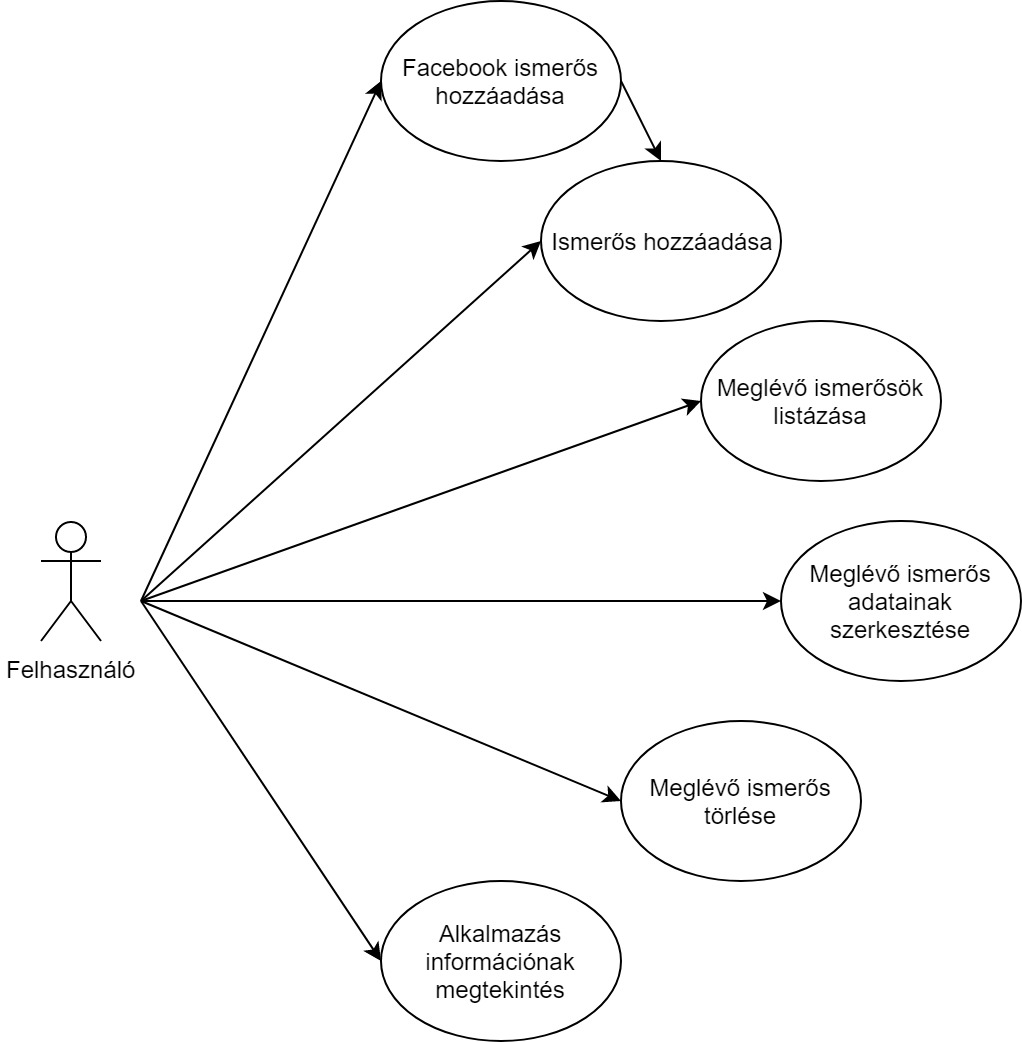 Facebook ismerős
hozzáadása
Ismerős hozzáadása
Meglévő ismerősök
listázása
Meglévő ismerős
adatainak
szerkesztése
Felhasználó
Meglévő ismerős
törlése
Alkalmazás
információnak
megtekintés